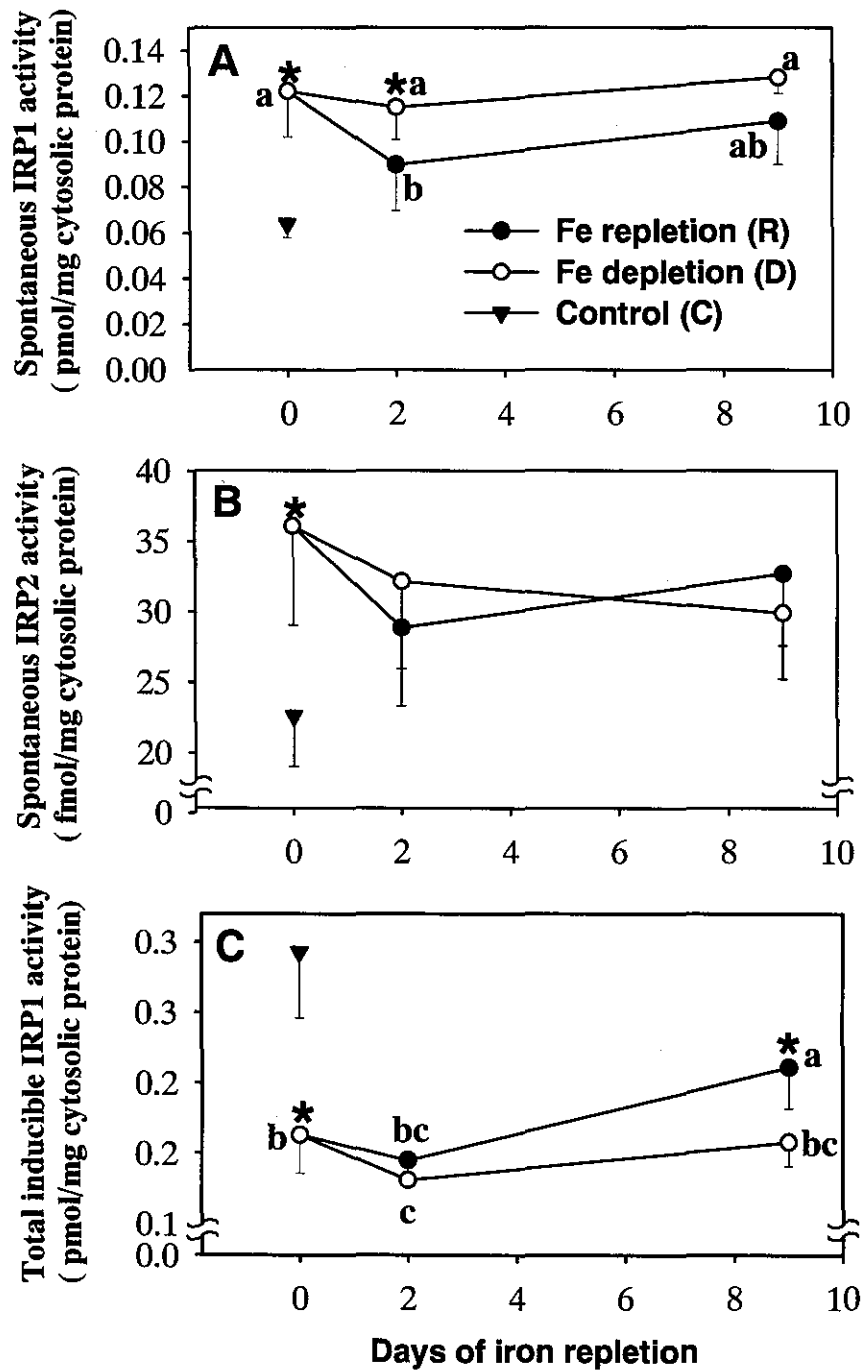 A
Spontaneous IRP1 activity
( pmol/mg cytosolic protein)
0.14
0.12
0.10
0.08
0.06
0.04
0.02
0.00
a
*
*a
b
a
ab
Fe repletion (R)
Fe depletion (D)
Control (C)
0 2 4 6 8 10
B
Spontaneous IRP2 activity
( fmol/mg cytosolic protein)
40
35
30
25
20
0
*
0 2 4 6 8 10
C
Total inducible IRP1 activity
( pmol/mg cytosolic protein)
0.3
0.3
0.2
0.2
0.1
0.0
*
b
bc
c
*
a
bc
0 2 4 6 8 10
Days of iron repletion